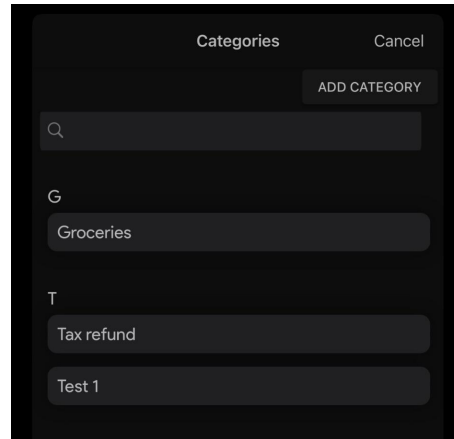 Categories Cancel
ADD CATEGORY
G
Groceries
T
Tax refund
Test 1